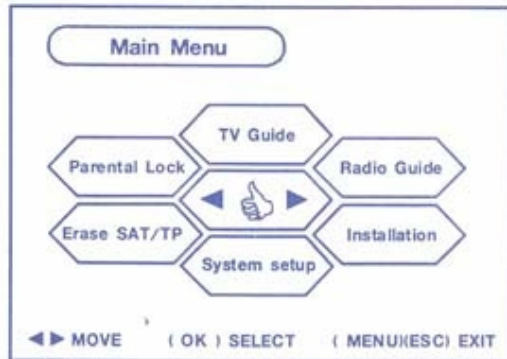 Main Menu
TV Guide
Parental Lock
Radio Guide
Erase SAT/TP
Installation
System setup
◀ ▶ MOVE ( OK ) SELECT ( MENU)(ESC) EXIT